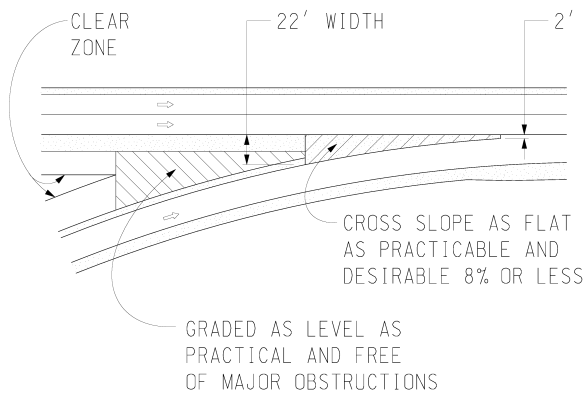 CLEAR
ZONE
22' WIDTH
2'
CROSS SLOPE AS FLAT
AS PRACTICABLE AND
DESIRABLE 8% OR LESS
GRADED AS LEVEL AS
PRACTICAL AND FREE
OF MAJOR OBSTRUCTIONS